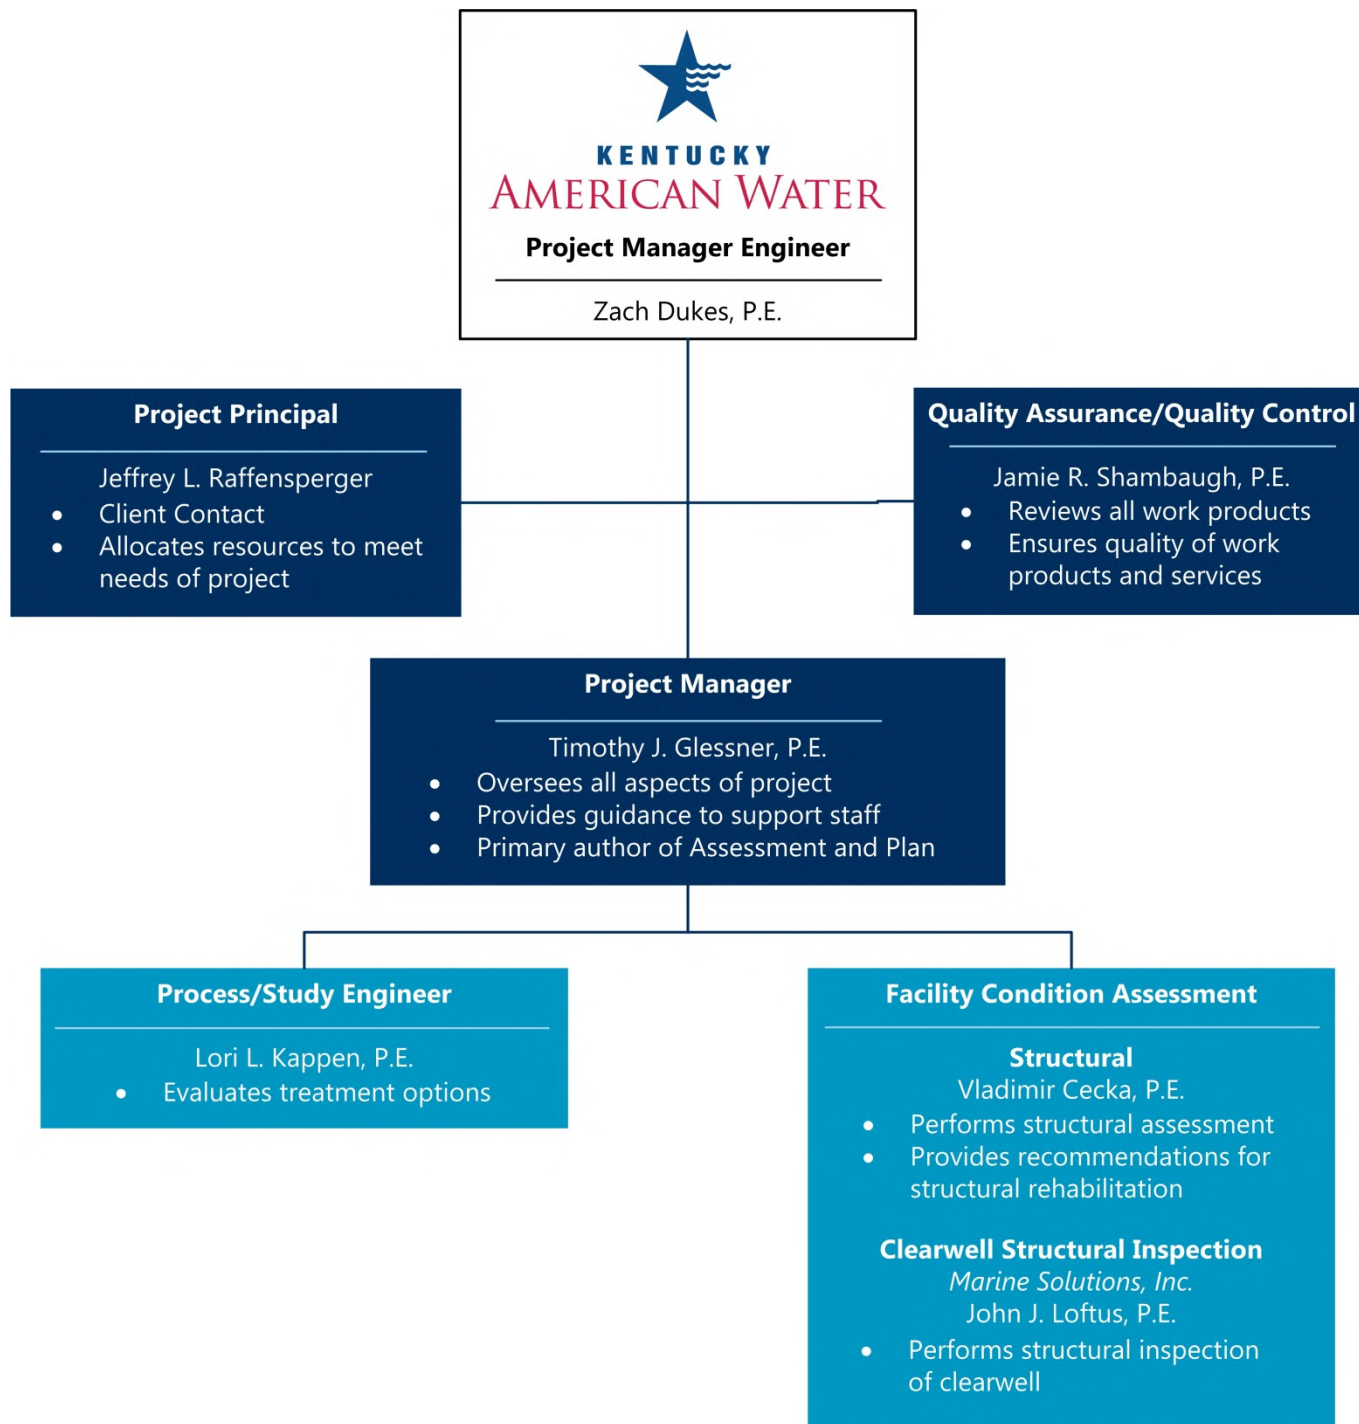 KENTUCKY
AMERICAN WATER
Project Manager Engineer
Zach Dukes, P.E.
Project Principal
Jeffrey L. Raffensperger
• Client Contact
• Allocates resources to meet
needs of project
Quality Assurance/Quality Control
Jamie R. Shambaugh, P.E.
• Reviews all work products
• Ensures quality of work
products and services
Project Manager
Timothy J. Glessner, P.E.
• Oversees all aspects of project
• Provides guidance to support staff
• Primary author of Assessment and Plan
Process/Study Engineer
Lori L. Kappen, P.E.
• Evaluates treatment options
Facility Condition Assessment
Structural
Vladimir Cecka, P.E.
• Performs structural assessment
• Provides recommendations for
structural rehabilitation
Clearwell Structural Inspection
Marine Solutions, Inc.
John J. Loftus, P.E.
• Performs structural inspection
of clearwell